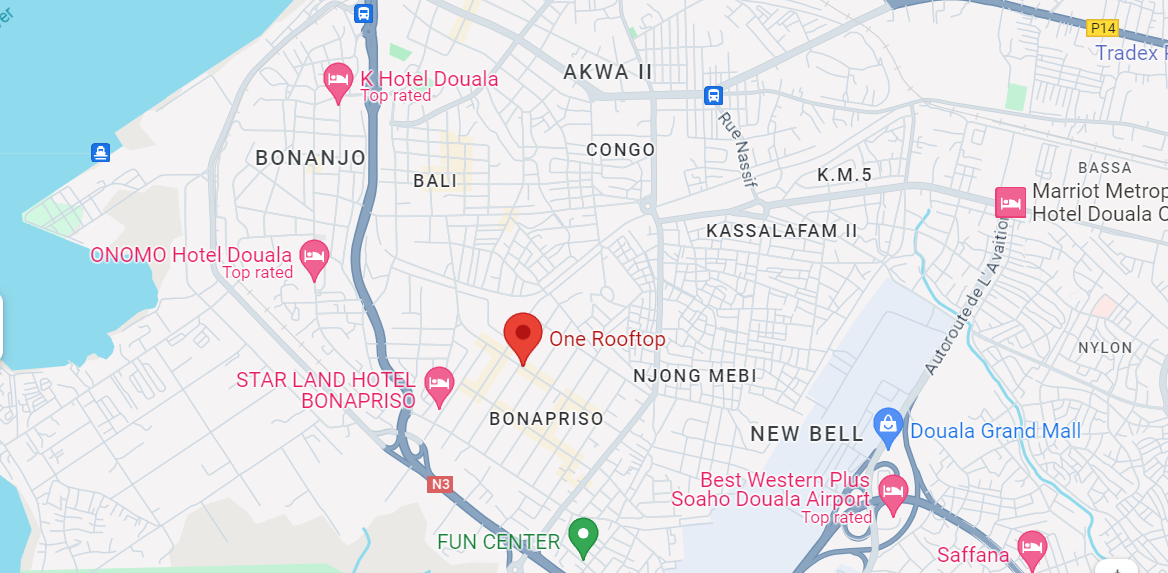 P14
Tradex
AKWA II
K Hotel Douala
Top rated
Rue Nassif
CONGO
BONANJO
BASSA
K.M.5
BALI
Marriot Metrop
Hotel Douala
KASSALAFAM II
ONOMO Hotel Douala
Top rated
Autoroute de L'Avaitio
One Rooftop
NYLON
STAR LAND HOTEL
BONAPRISO
NJONG MEBI
BONAPRISO
NEW BELL
Douala Grand Mall
N3
Best Western Plus
Soaho Douala Airport
Top rated
FUN CENTER
Saffana